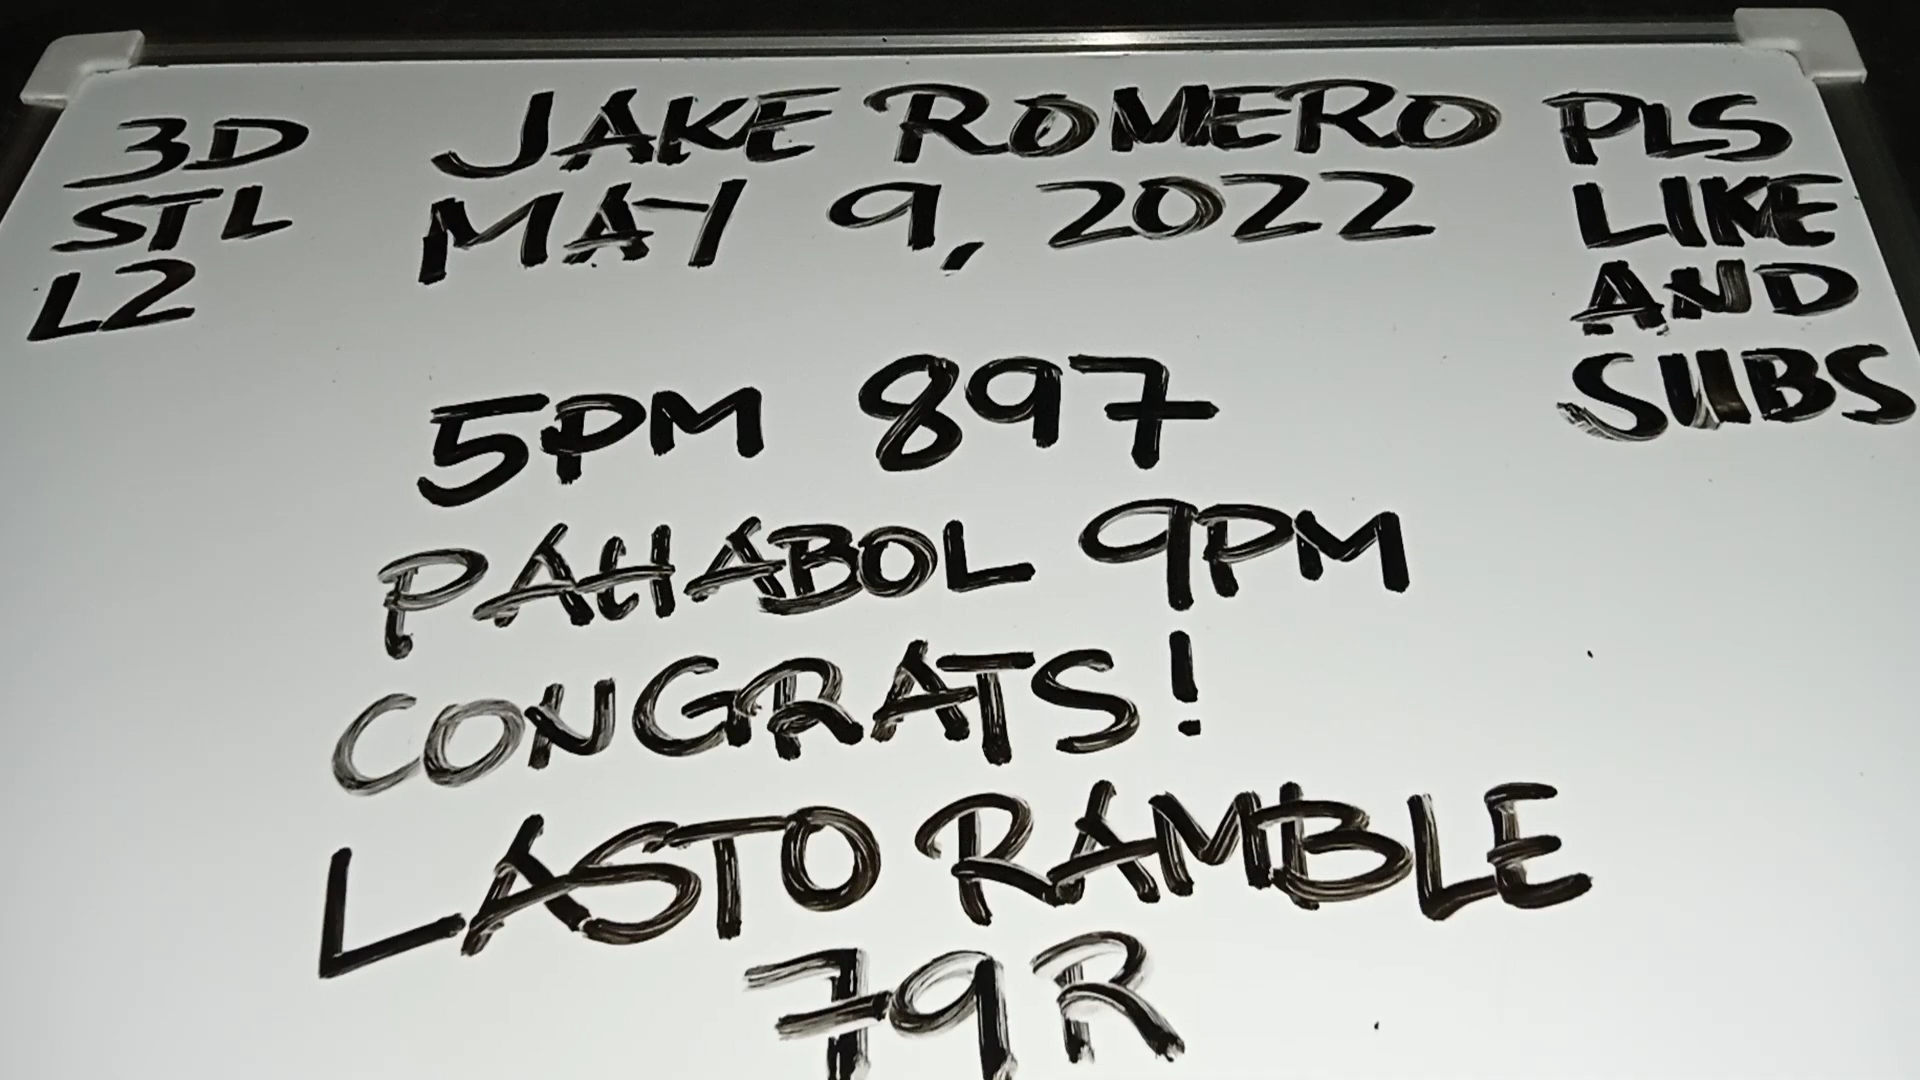 3D
STL
L2
JAKE ROMERO
MAY 9, 2022
PLS
LIKE
AND
SUBS
5PM 897
PAHABOL 9PM
CONGRATS!
LASTO RAMBLE
79R